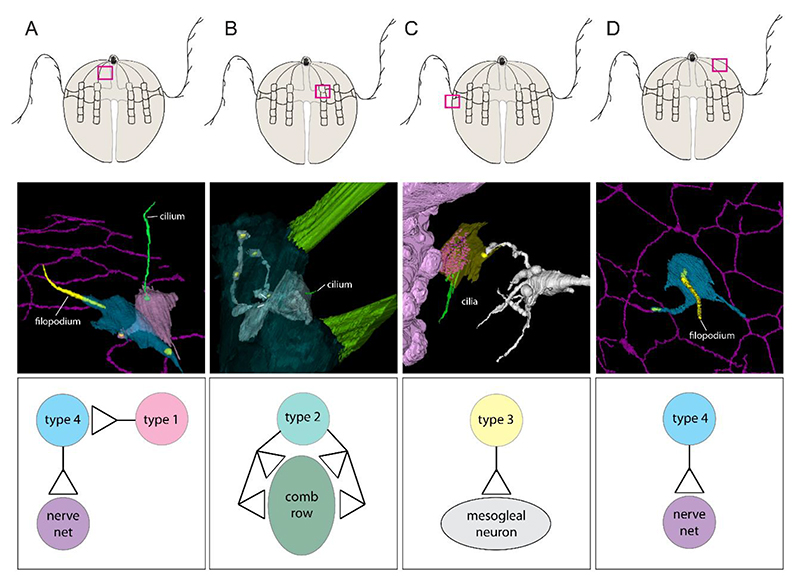 A
B
C
D
cilium
filopodium
cilium
cilia
filopodium
type 4
type 1
nerve
net
type 2
comb
row
type 3
mesogleal
neuron
type 4
nerve
net